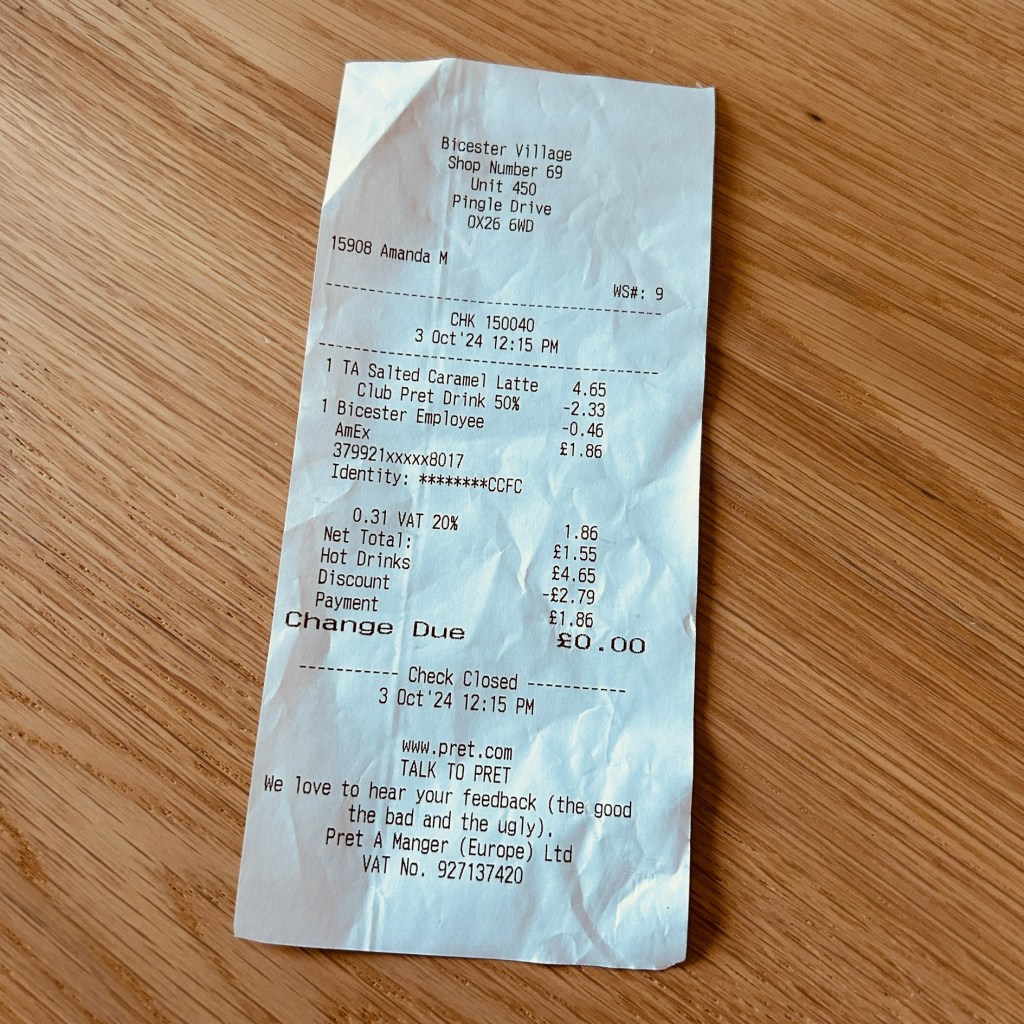 Bicester Village
Shop Number 69
Unit 450
Pingle Drive
OX26 6WD
15908 Amanda M
WS#: 9
CHK 150040
3 Oct'24 12:15 PM
1 TA Salted Caramel Latte 4.65
Club Pret Drink 50% -2.33
1 Bicester Employee -0.46
AmEx £1.86
379921xxxxx8017
Identity: ********CCFC
0.31 VAT 20% 1.86
Net Total: £1.55
Hot Drinks £4.65
Discount -£2.79
Payment £1.86
Change Due £0.00
----------- Check Closed -----------
3 Oct'24 12:15 PM
www.pret.com
TALK TO PRET
We love to hear your feedback (the good
the bad and the ugly).
Pret A Manger (Europe) Ltd
VAT No. 927137420